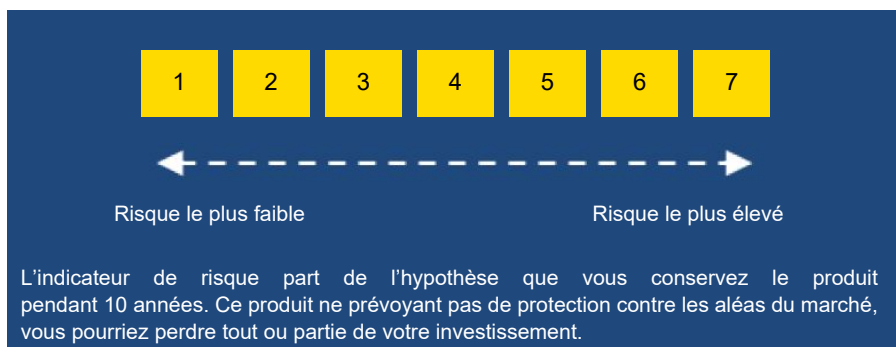 1 2 3 4 5 6 7
Risque le plus faible Risque le plus élevé
L’indicateur de risque part de l’hypothèse que vous conservez le produit
pendant 10 années. Ce produit ne prévoyant pas de protection contre les aléas du marché,
vous pourriez perdre tout ou partie de votre investissement.